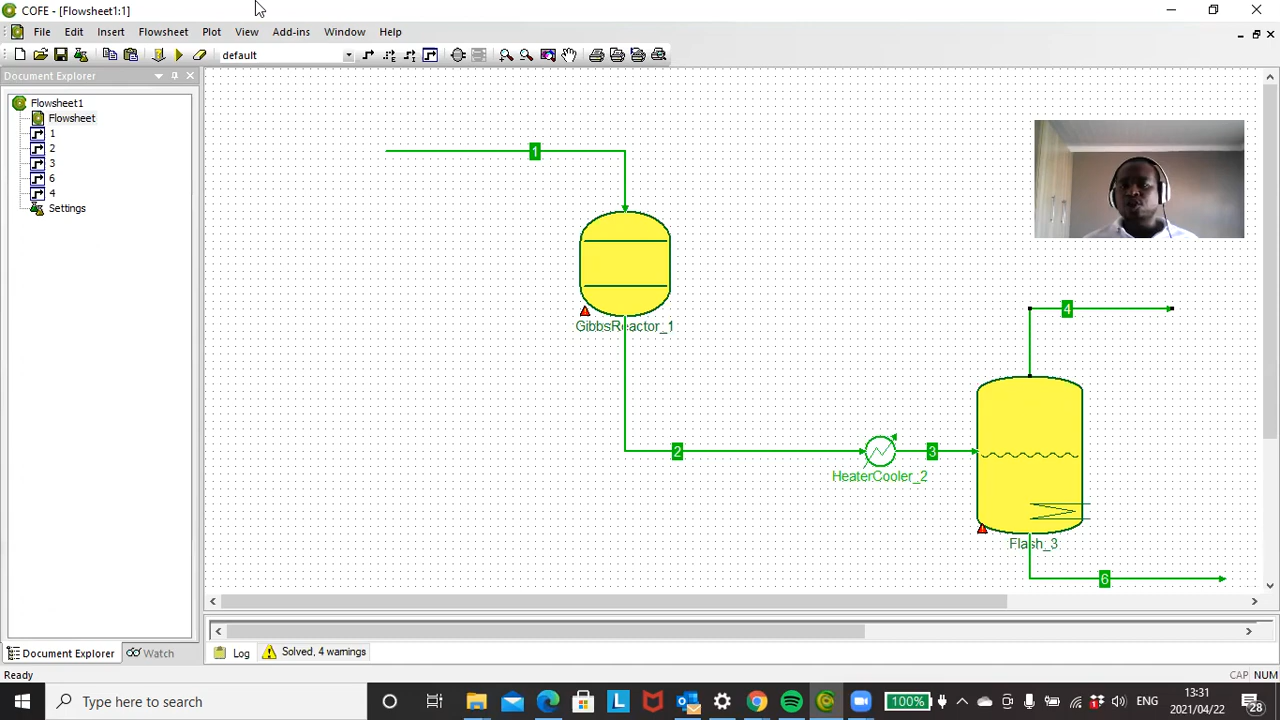 COFE - [Flowsheet1:1]
File Edit Insert Flowsheet Plot View Add-ins Window Help
default
Document Explorer
Flowsheet1
Flowsheet
1
2
3
6
4
Settings
1
GibbsReactor_1
4
2
3
HeaterCooler_2
Flash_3
6
Document Explorer Watch
Log Solved, 4 warnings
Ready
CAP NUM
Type here to search
L
100%
ENG
13:31
2021/04/22
28